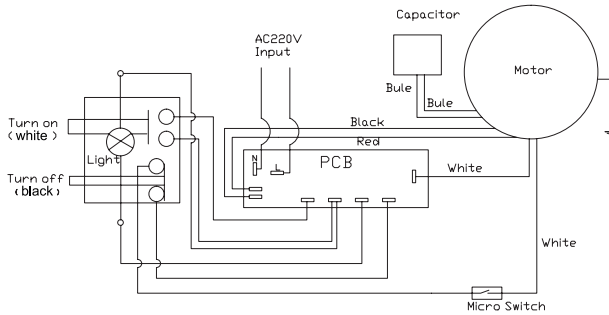 Capacitor
AC220V
Input
Motor
Bule
Bule
Turn on
(white)
Black
Red
Light
N
L
PCB
Turn off
(black)
White
White
Micro Switch